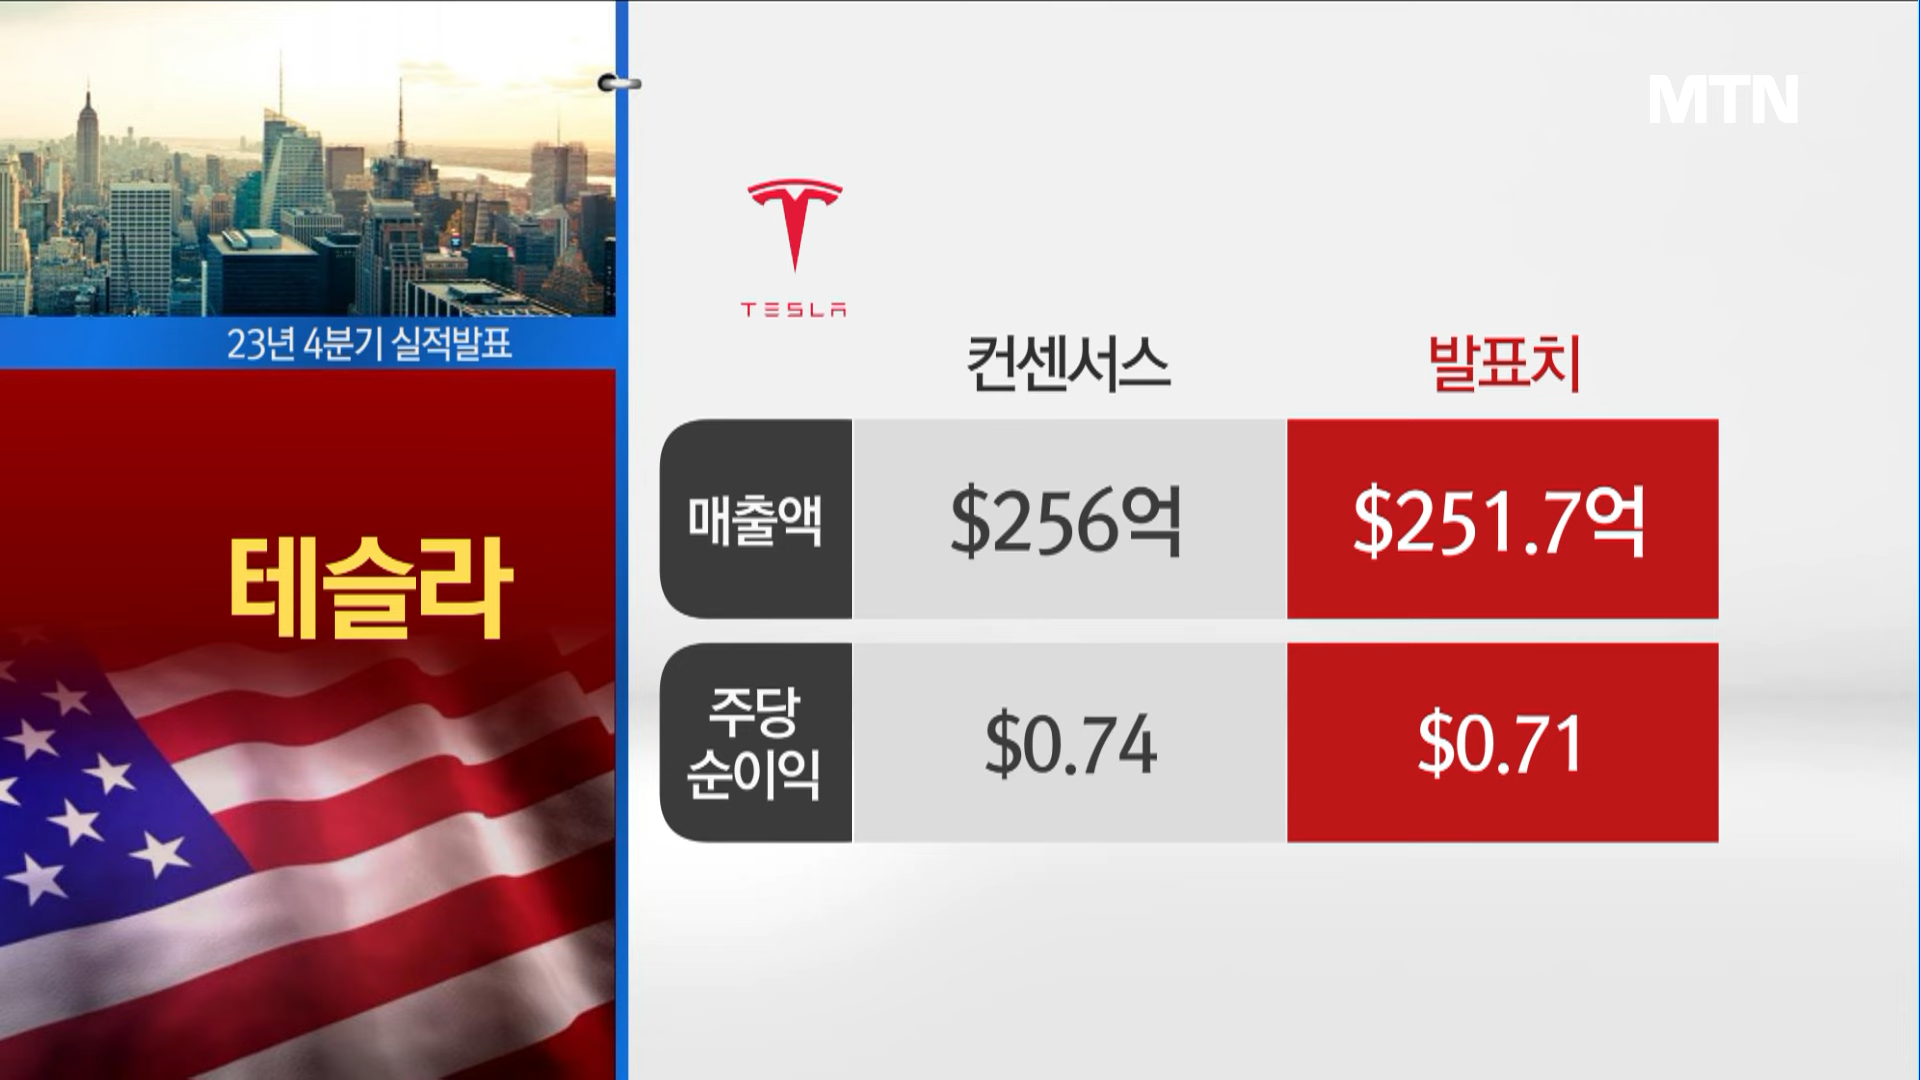 MTN
TESLA
23년 4분기 실적발표
테슬라
컨센서스 발표치
매출액 $256억 $251.7억
주당
순이익 $0.74 $0.71